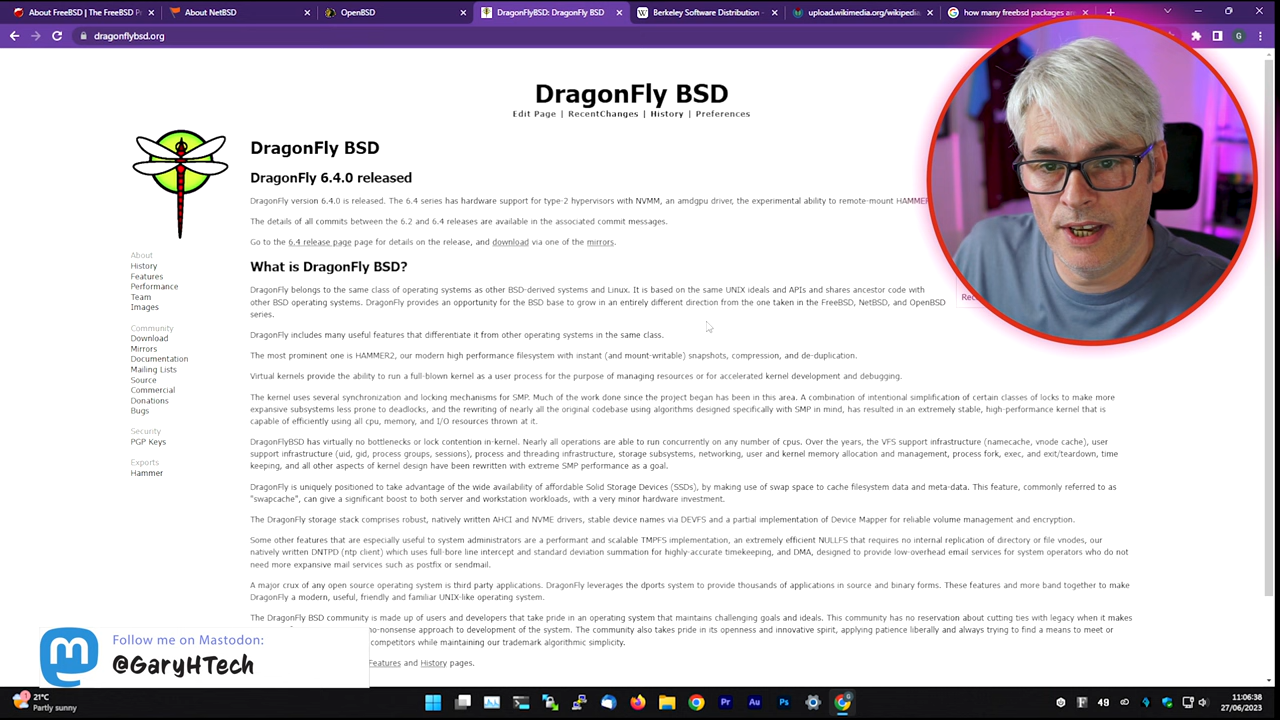 About FreeBSD | The FreeBSD Pr
About NetBSD
OpenBSD
DragonFlyBSD: DragonFly BSD
Berkeley Software Distribution -
upload.wikimedia.org/wikipedia
how many freebsd packages are
dragonflybsd.org
G
DragonFly BSD
Edit Page | RecentChanges | History | Preferences
DragonFly BSD
DragonFly 6.4.0 released
DragonFly version 6.4.0 is released. The 6.4 series has hardware support for type-2 hypervisors with NVMM, an amdgpu driver, the experimental ability to remote-mount HAMMER
The details of all commits between the 6.2 and 6.4 releases are available in the associated commit messages.
Go to the 6.4 release page page for details on the release, and download via one of the mirrors.
About
History
Features
Performance
Team
Images
Community
Download
Mirrors
Documentation
Mailing Lists
Source
Commercial
Donations
Bugs
Security
PGP Keys
Exports
Hammer
What is DragonFly BSD?
DragonFly belongs to the same class of operating systems as other BSD-derived systems and Linux. It is based on the same UNIX ideals and APIs and shares ancestor code with
other BSD operating systems. DragonFly provides an opportunity for the BSD base to grow in an entirely different direction from the one taken in the FreeBSD, NetBSD, and OpenBSD
series.
DragonFly includes many useful features that differentiate it from other operating systems in the same class.
The most prominent one is HAMMER2, our modern high performance filesystem with instant (and mount-writable) snapshots, compression, and de-duplication.
Virtual kernels provide the ability to run a full-blown kernel as a user process for the purpose of managing resources or for accelerated kernel development and debugging.
The kernel uses several synchronization and locking mechanisms for SMP. Much of the work done since the project began has been in this area. A combination of intentional simplification of certain classes of locks to make more
expansive subsystems less prone to deadlocks, and the rewriting of nearly all the original codebase using algorithms designed specifically with SMP in mind, has resulted in an extremely stable, high-performance kernel that is
capable of efficiently using all cpu, memory, and I/O resources thrown at it.
DragonFlyBSD has virtually no bottlenecks or lock contention in-kernel. Nearly all operations are able to run concurrently on any number of cpus. Over the years, the VFS support infrastructure (namecache, vnode cache), user
support infrastructure (uid, gid, process groups, sessions), process and threading infrastructure, storage subsystems, networking, user and kernel memory allocation and management, process fork, exec, and exit/teardown, time
keeping, and all other aspects of kernel design have been rewritten with extreme SMP performance as a goal.
DragonFly is uniquely positioned to take advantage of the wide availability of affordable Solid Storage Devices (SSDs), by making use of swap space to cache filesystem data and meta-data. This feature, commonly referred to as
"swapcache", can give a significant boost to both server and workstation workloads, with a very minor hardware investment.
The DragonFly storage stack comprises robust, natively written AHCI and NVME drivers, stable device names via DEVFS and a partial implementation of Device Mapper for reliable volume management and encryption.
Some other features that are especially useful to system administrators are a performant and scalable TMPFS implementation, an extremely efficient NULLFS that requires no internal replication of directory or file vnodes, our
natively written DNTPD (ntp client) which uses full-bore line intercept and standard deviation summation for highly-accurate timekeeping, and DMA, designed to provide low-overhead email services for system operators who do not
need more expansive mail services such as postfix or sendmail.
A major crux of any open source operating system is third party applications. DragonFly leverages the dports system to provide thousands of applications in source and binary forms. These features and more band together to make
DragonFly a modern, useful, friendly and familiar UNIX-like operating system.
The DragonFly BSD community is made up of users and developers that take pride in an operating system that maintains challenging goals and ideals. This community has no reservation about cutting ties with legacy when it makes
no-nonsense approach to development of the system. The community also takes pride in its openness and innovative spirit, applying patience liberally and always trying to find a means to meet or
competitors while maintaining our trademark algorithmic simplicity.
Features and History pages.
Follow me on Mastodon:
@GaryHTech
1
21°C
Partly sunny
Pr
Au
Ps
49
11:06:38
27/06/2023